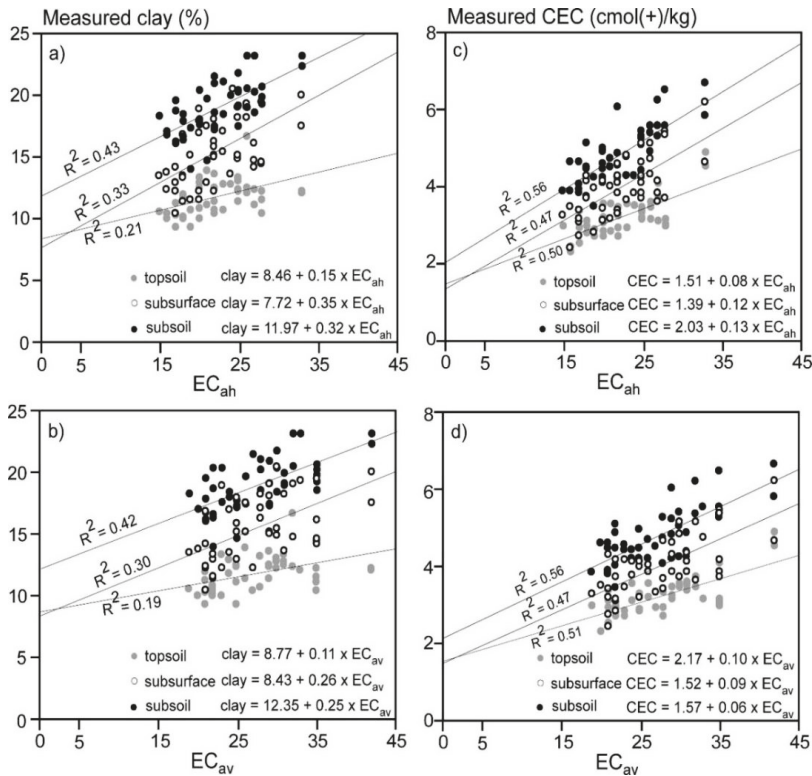 Measured clay (%)
a)
25
20
15
10
5
0
R² = 0.43
R² = 0.33
R² = 0.21
topsoil clay = 8.46 + 0.15 x ECah
subsurface clay = 7.72 + 0.35 x ECah
subsoil clay = 11.97 + 0.32 x ECah
0 5 15 25 35 45
ECah
Measured CEC (cmol(+)/kg)
c)
8
6
4
2
0
R² = 0.56
R² = 0.47
R² = 0.50
topsoil CEC = 1.51 + 0.08 x ECah
subsurface CEC = 1.39 + 0.12 x ECah
subsoil CEC = 2.03 + 0.13 x ECah
0 5 15 25 35 45
ECah
b)
25
20
15
10
5
0
R² = 0.42
R² = 0.30
R² = 0.19
topsoil clay = 8.77 + 0.11 x ECav
subsurface clay = 8.43 + 0.26 x ECav
subsoil clay = 12.35 + 0.25 x ECav
0 5 15 25 35 45
ECav
d)
8
6
4
2
0
R² = 0.56
R² = 0.47
R² = 0.51
topsoil CEC = 2.17 + 0.10 x ECav
subsurface CEC = 1.52 + 0.09 x ECav
subsoil CEC = 1.57 + 0.06 x ECav
0 5 15 25 35 45
ECav